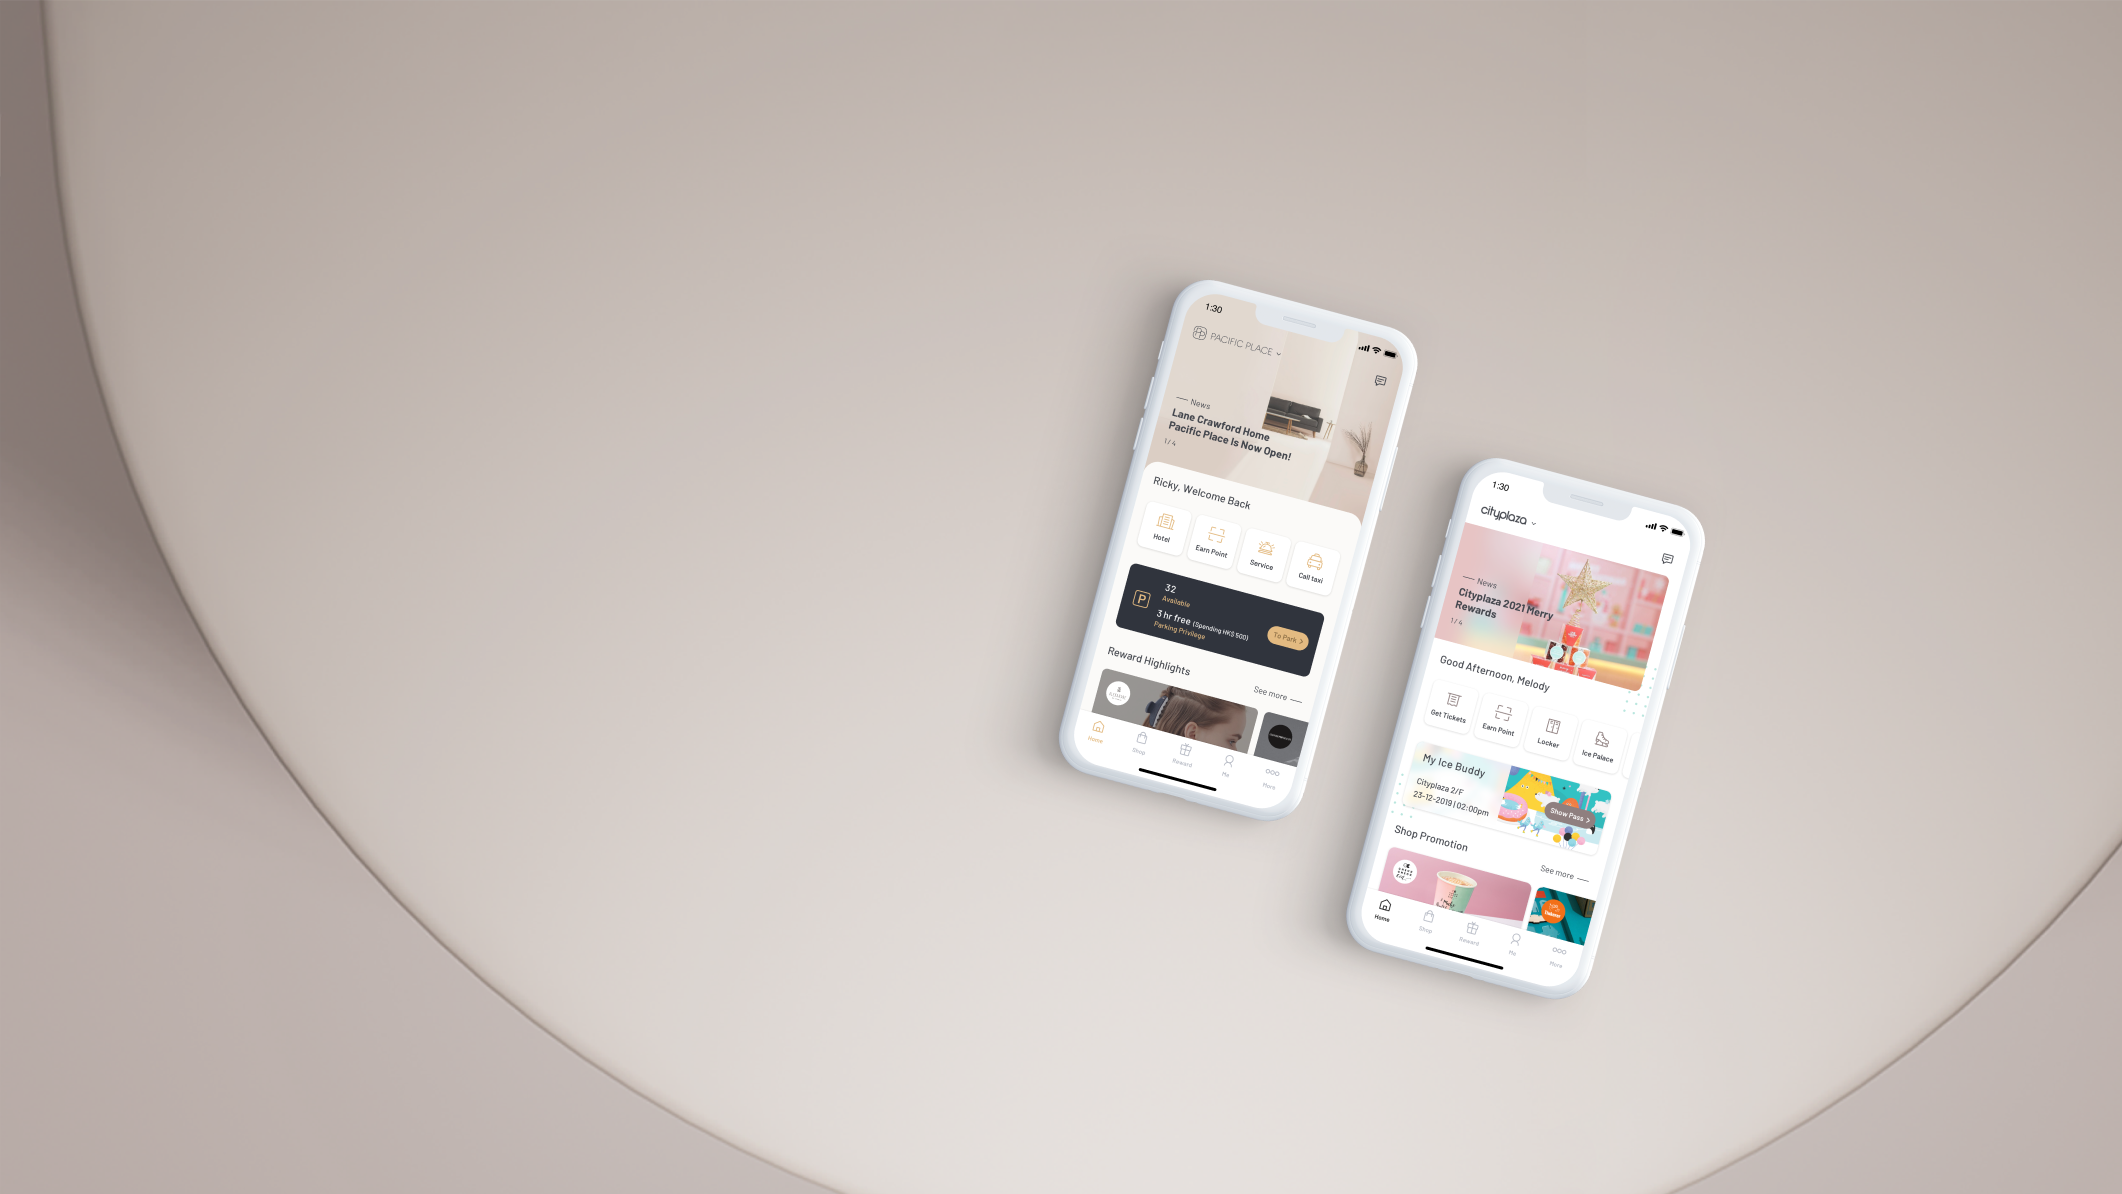 1:30
PACIFIC PLACE
News
Lane Crawford Home
Pacific Place Is Now Open!
1 / 4
Ricky, Welcome Back
Hotel
Earn Point
Service
Call taxi
P
32
Available
3 hr free (Spending HK$ 500)
Parking Privilege
To Park
Reward Highlights
See more
Home
Shop
Reward
Me
More
1:30
cityplaza
News
Cityplaza 2021 Merry
Rewards
1 / 4
Good Afternoon, Melody
Get Tickets
Earn Point
Locker
Ice Palace
My Ice Buddy
Cityplaza 2/F
23-12-2019 | 02:00pm
Show Pass
Shop Promotion
See more
Home
Shop
Reward
Me
More